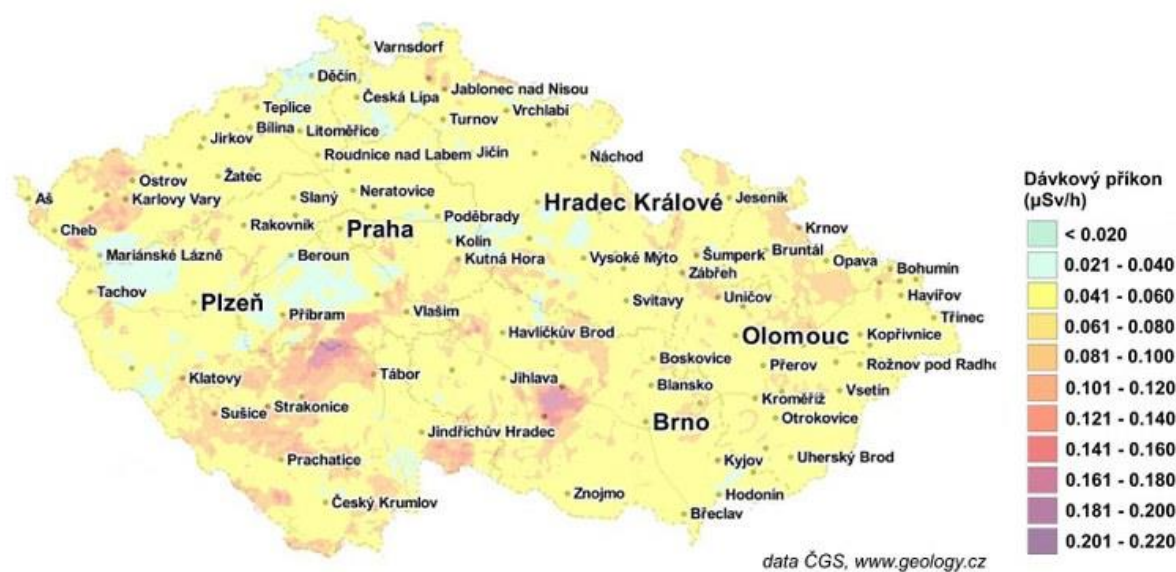 Varnsdorf
Děčín
Česká Lípa
Jablonec nad Nisou
Teplice
Vrchlabí
Turnov
Bílina
Litoměřice
Jirkov
Roudnice nad Labem
Jičín
Náchod
Žatec
Ostrov
Aš
Karlovy Vary
Slaný
Neratovice
Hradec Králové
Jeseník
Poděbrady
Cheb
Rakovník
Praha
Krnov
Kolín
Mariánské Lázně
Beroun
Kutná Hora
Vysoké Mýto
Šumperk
Bruntál
Opava
Bohumín
Zábřeh
Tachov
Plzeň
Svitavy
Uničov
Havířov
Příbram
Vlašim
Třinec
Havlíčkův Brod
Olomouc
Kopřivnice
Boskovice
Přerov
Rožnov pod Radho
Klatovy
Tábor
Jihlava
Blansko
Vsetín
Kroměříž
Sušice
Strakonice
Otrokovice
Brno
Jindřichův Hradec
Prachatice
Kyjov
Uherský Brod
Český Krumlov
Znojmo
Hodonín
Břeclav
data ČGS, www.geology.cz
Dávkový příkon
(µSv/h)
< 0.020
0.021 - 0.040
0.041 - 0.060
0.061 - 0.080
0.081 - 0.100
0.101 - 0.120
0.121 - 0.140
0.141 - 0.160
0.161 - 0.180
0.181 - 0.200
0.201 - 0.220